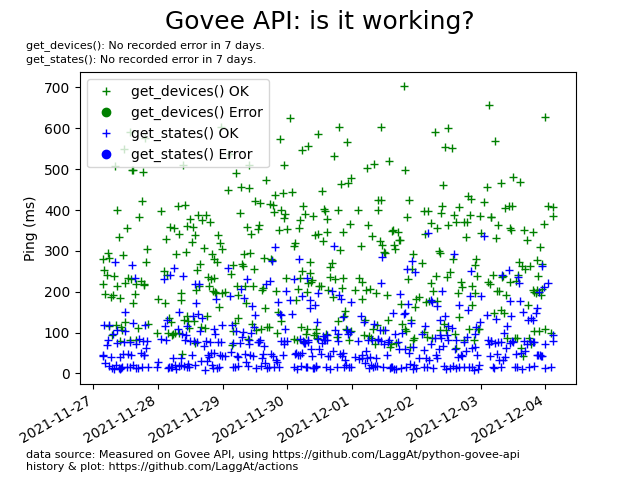 Govee API: is it working?
get_devices(): No recorded error in 7 days.
get_states(): No recorded error in 7 days.
get_devices() OK
get_devices() Error
get_states() OK
get_states() Error
Ping (ms)
700
600
500
400
300
200
100
0
2021-11-27
2021-11-28
2021-11-29
2021-11-30
2021-12-01
2021-12-02
2021-12-03
2021-12-04
data source: Measured on Govee API, using https://github.com/LaggAt/python-govee-api
history & plot: https://github.com/LaggAt/actions